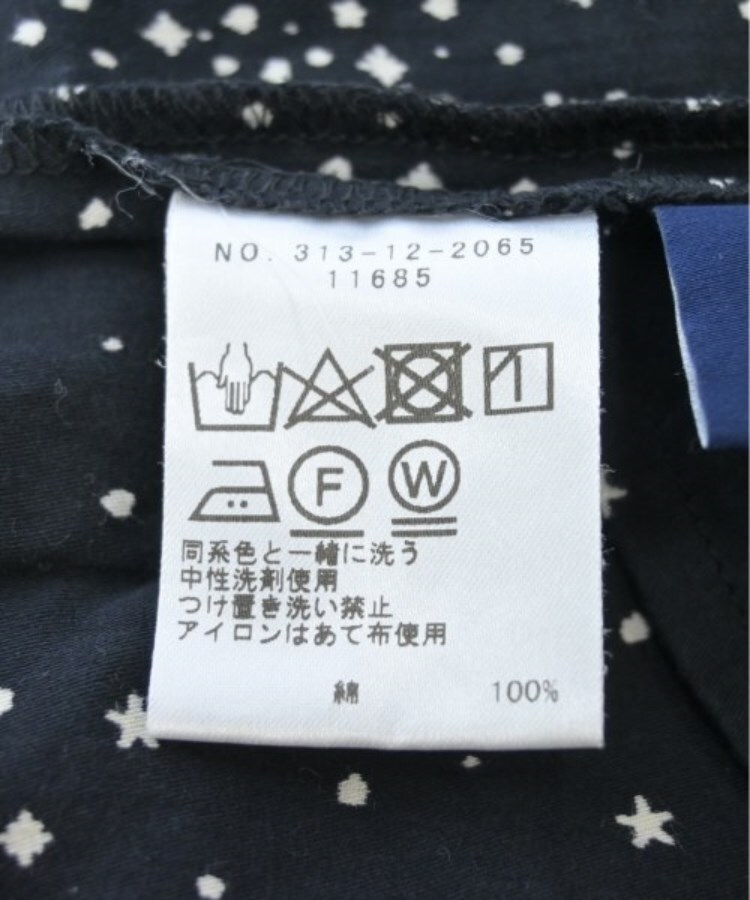 NO. 313-12-2065
11685
F W
同系色と一緒に洗う
中性洗剤使用
つけ置き洗い禁止
アイロンはあて布使用
綿 100%